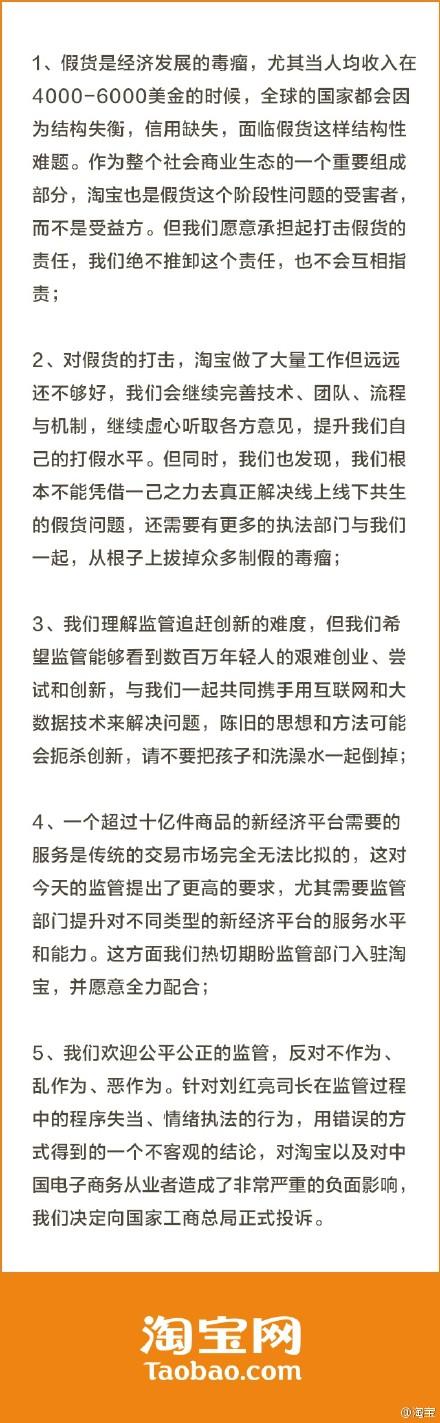 1、假货是经济发展的毒瘤，尤其当人均收入在
4000-6000美金的时候，全球的国家都会因
为结构失衡，信用缺失，面临假货这样结构性
难题。作为整个社会商业生态的一个重要组成
部分，淘宝也是假货这个阶段性问题的受害者，
而不是受益方。但我们愿意承担起打击假货的
责任，我们绝不推卸这个责任，也不会互相指
责；
2、对假货的打击，淘宝做了大量工作但远远
还不够好，我们会继续完善技术、团队、流程
与机制，继续虚心听取各方意见，提升我们自
己的打假水平。但同时，我们也发现，我们根
本不能凭借一己之力去真正解决线上线下共生
的假货问题，还需要有更多的执法部门与我们
一起，从根子上拔掉众多制假的毒瘤；
3、我们理解监管追赶创新的难度，但我们希
望监管能够看到数百万年轻人的艰难创业、尝
试和创新，与我们一起共同携手用互联网和大
数据技术来解决问题，陈旧的思想和方法可能
会扼杀创新，请不要把孩子和洗澡水一起倒掉；
4、一个超过十亿件商品的新经济平台需要的
服务是传统的交易市场完全无法比拟的，这对
今天的监管提出了更高的要求，尤其需要监管
部门提升对不同类型的新经济平台的服务水平
和能力。这方面我们热切期盼监管部门入驻淘
宝，并愿意全力配合；
5、我们欢迎公平公正的监管，反对不作为、
乱作为、恶作为。针对刘红亮司长在监管过程
中的程序失当、情绪执法的行为，用错误的方
式得到的一个不客观的结论，对淘宝以及对中
国电子商务从业者造成了非常严重的负面影响，
我们决定向国家工商总局正式投诉。
淘宝网
Taobao.com
@淘宝